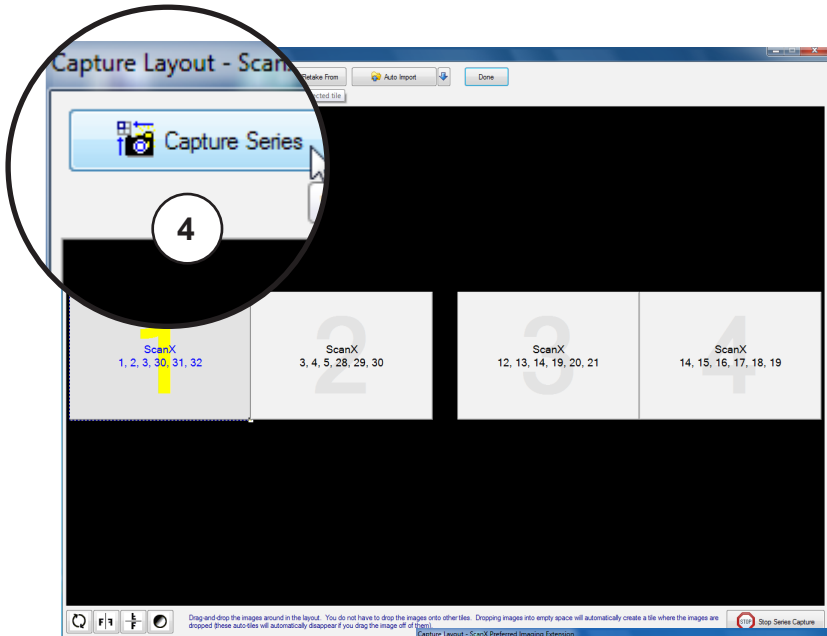 Capture Layout - Scan
Retake From
Auto Import
Done
ected tile
Capture Series
4
1
ScanX
1, 2, 3, 30, 31, 32
2
ScanX
3, 4, 5, 28, 29, 30
3
ScanX
12, 13, 14, 19, 20, 21
4
ScanX
14, 15, 16, 17, 18, 19
Drag-and-drop the images around in the layout. You do not have to drop the images onto other tiles. Dropping images into empty space will automatically create a tile where the images are
dropped (these auto-tiles will automatically disappear if you drag the image off of them).
STOP Stop Series Capture
Capture Layout - ScanX Preferred Imaging Extension